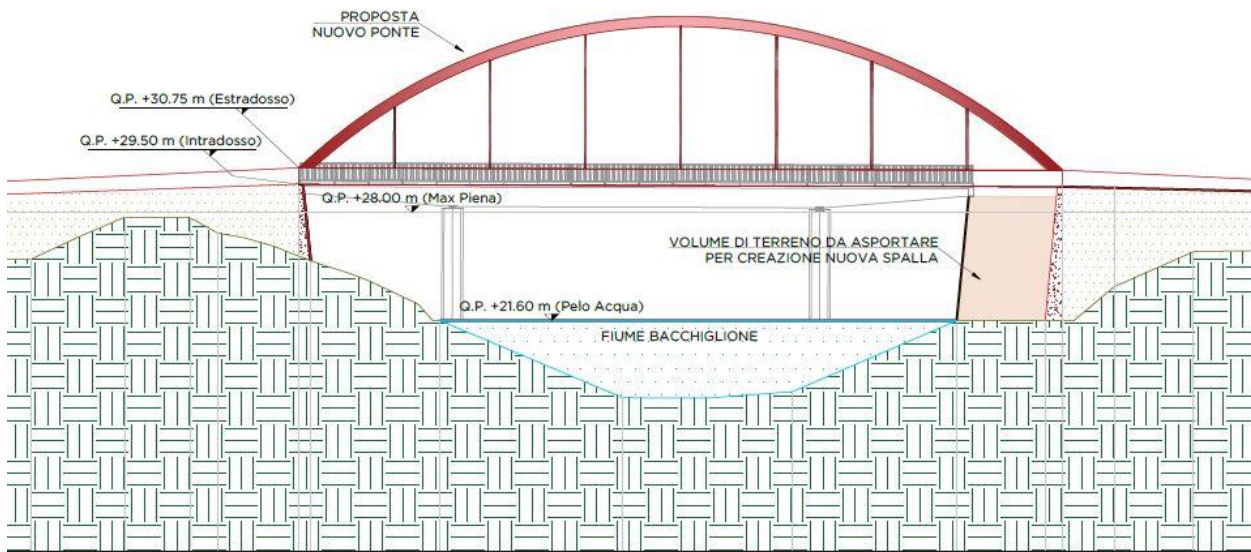 PROPOSTA
NUOVO PONTE
Q.P. +30.75 m (Estradosso)
Q.P. +29.50 m (Intradosso)
Q.P. +28.00 m (Max Piena)
VOLUME DI TERRENO DA ASPORTARE
PER CREAZIONE NUOVA SPALLA
Q.P. +21.60 m (Pelo Acqua)
FIUME BACCHIGLIONE